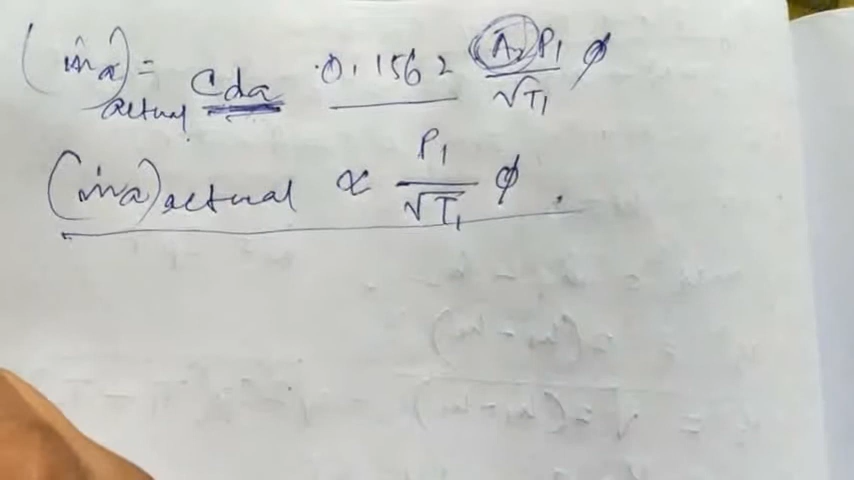 (ṁa)actual = Cda 0.1562 A₂P₁/√T₁ φ
(ṁa)actual ∝ P₁/√T₁ φ.